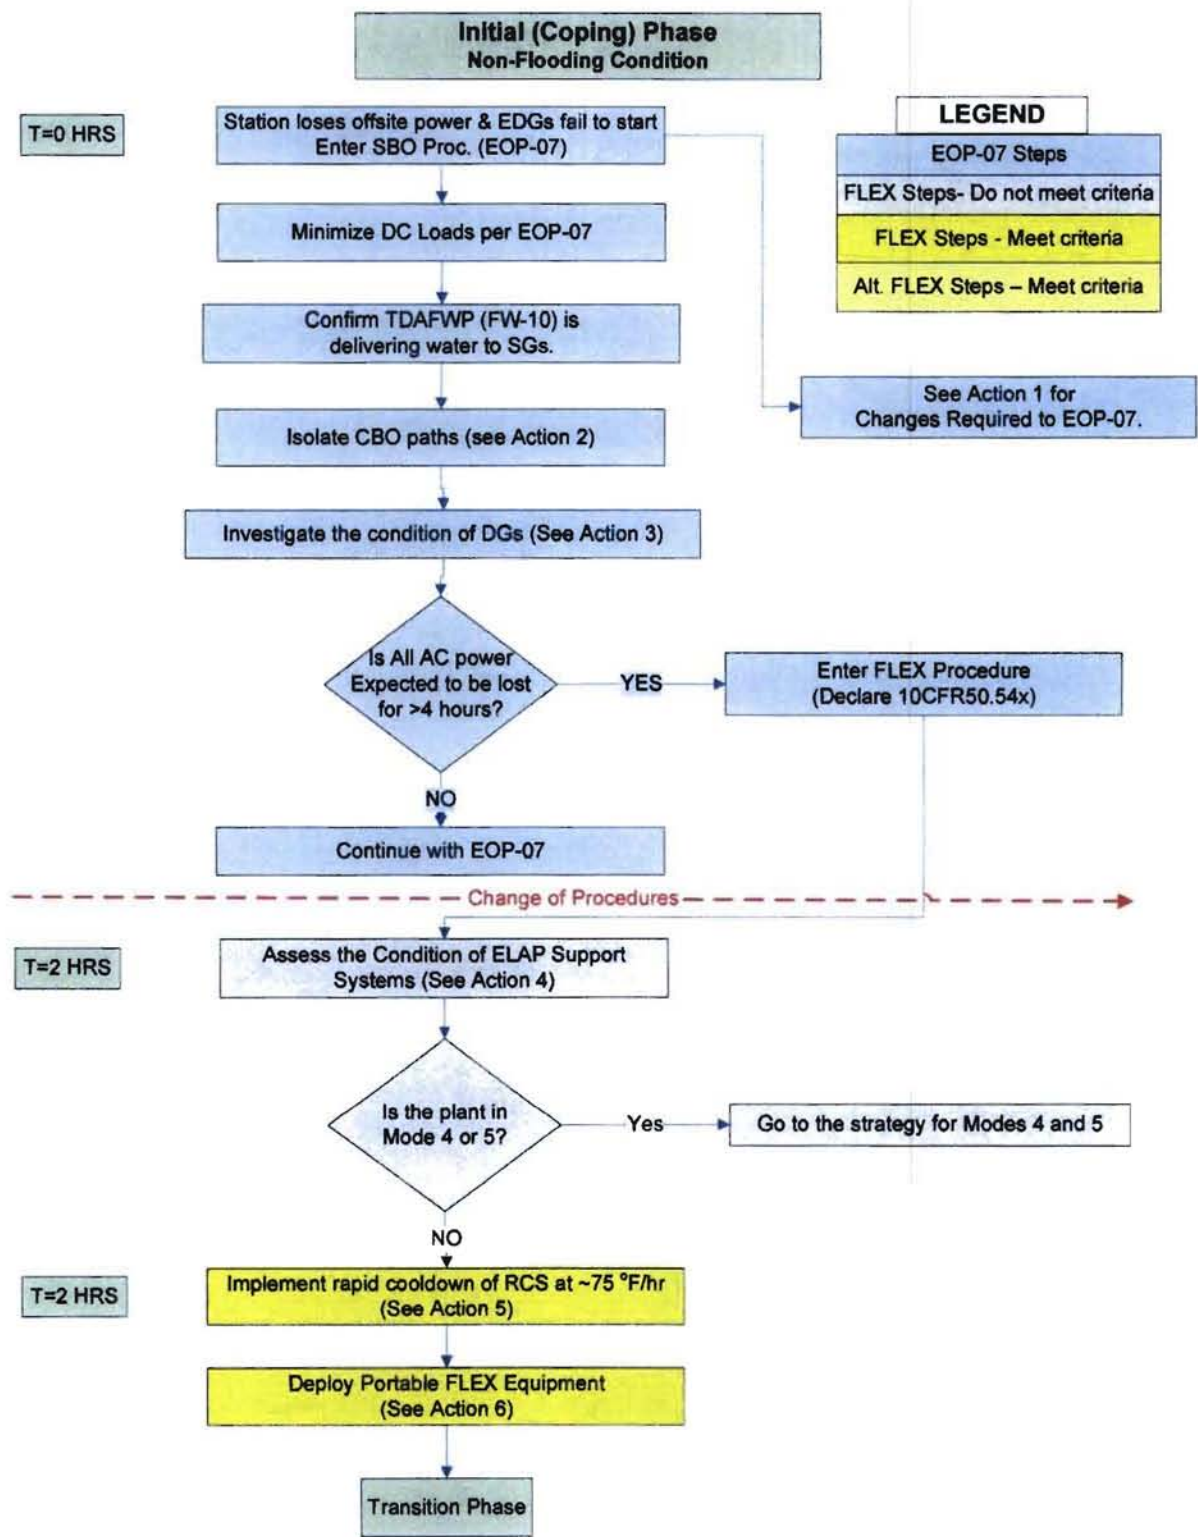 Initial (Coping) Phase
Non-Flooding Condition
T=0 HRS
Station loses offsite power & EDGs fail to start
Enter SBO Proc. (EOP-07)
LEGEND
EOP-07 Steps
FLEX Steps- Do not meet criteria
FLEX Steps - Meet criteria
Alt. FLEX Steps – Meet criteria
Minimize DC Loads per EOP-07
Confirm TDAFWP (FW-10) is
delivering water to SGs.
See Action 1 for
Changes Required to EOP-07.
Isolate CBO paths (see Action 2)
Investigate the condition of DGs (See Action 3)
Is All AC power
Expected to be lost
for >4 hours?
YES
Enter FLEX Procedure
(Declare 10CFR50.54x)
NO
Continue with EOP-07
Change of Procedures
T=2 HRS
Assess the Condition of ELAP Support
Systems (See Action 4)
Is the plant in
Mode 4 or 5?
Yes
Go to the strategy for Modes 4 and 5
NO
T=2 HRS
Implement rapid cooldown of RCS at ~75 °F/hr
(See Action 5)
Deploy Portable FLEX Equipment
(See Action 6)
Transition Phase